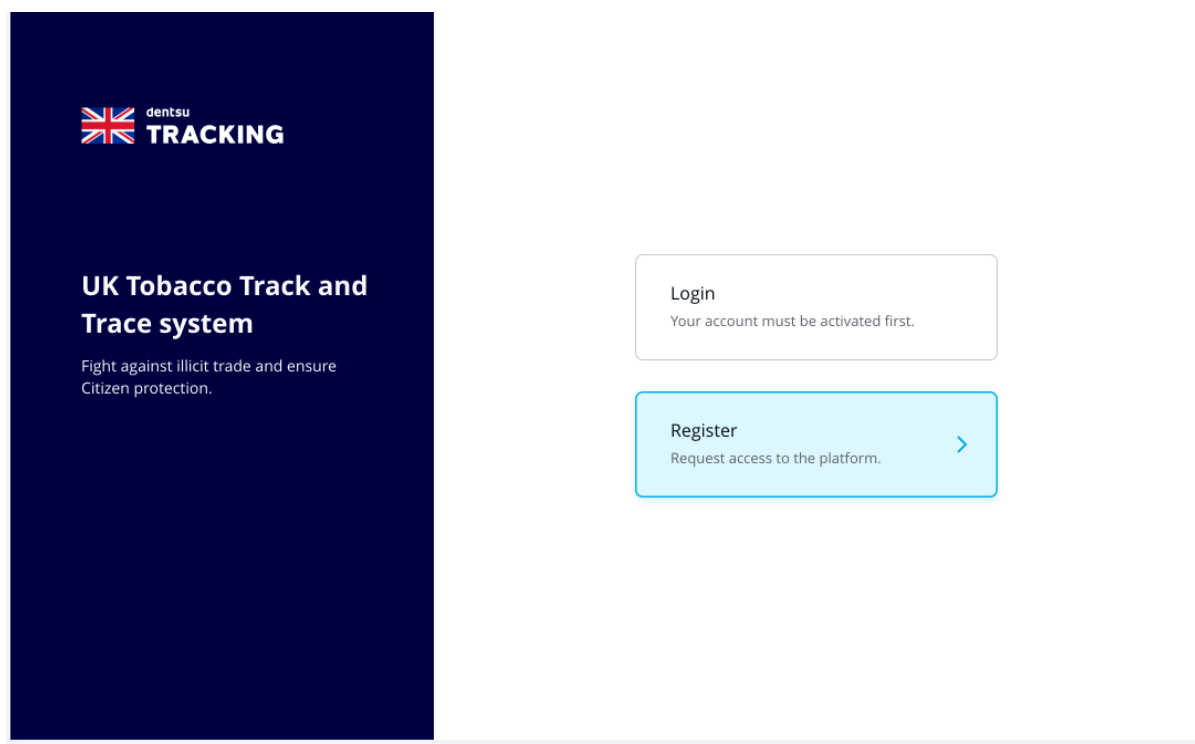 dentsu
TRACKING
UK Tobacco Track and
Trace system
Fight against illicit trade and ensure
Citizen protection.
Login
Your account must be activated first.
Register
Request access to the platform.